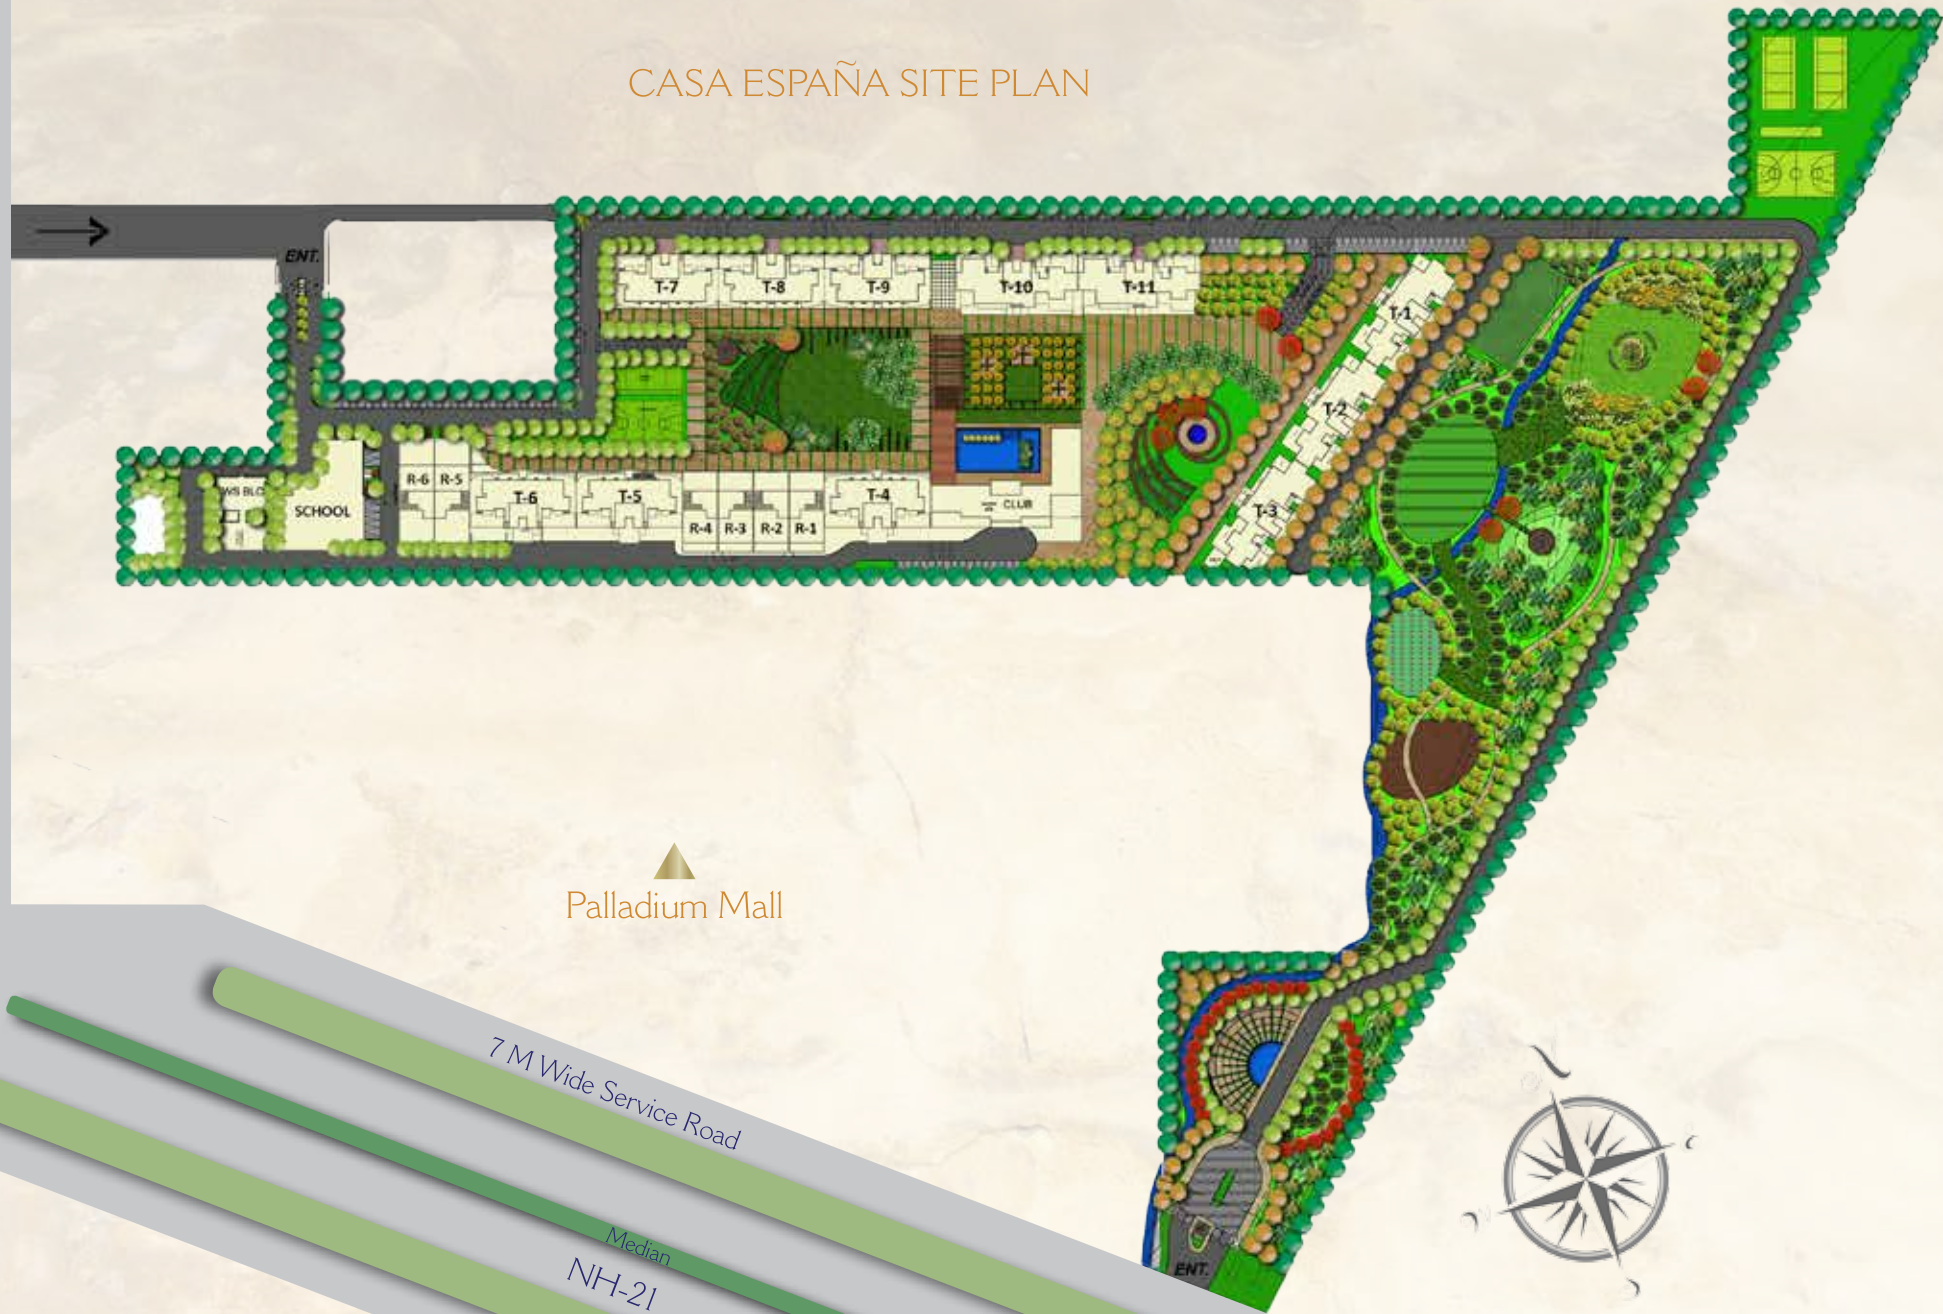 CASA ESPAÑA SITE PLAN
ENT.
T-7
T-8
T-9
T-10
T-11
T-1
T-2
T-3
R-6
R-5
T-6
T-5
T-4
R-4
R-3
R-2
R-1
CLUB
SCHOOL
Palladium Mall
7 M Wide Service Road
Median
NH-21
ENT.